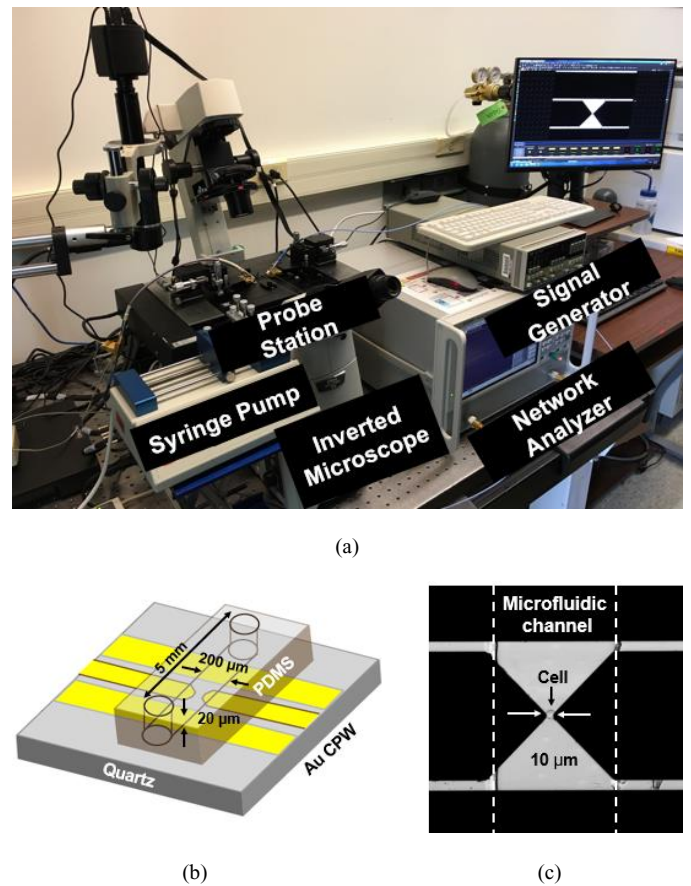 Probe
Station
Signal
Generator
Syringe Pump
Inverted
Microscope
Network
Analyzer
(a)
5 mm
200 µm
PDMS
20 µm
Quartz
Au CPW
(b)
Microfluidic
channel
Cell
10 µm
(c)